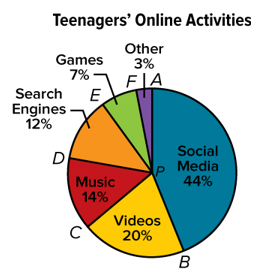 Teenagers’ Online Activities
Other
3%
Games
7%
F
A
E
Search
Engines
12%
D
Social
Media
44%
P
Music
14%
Videos
20%
C
B